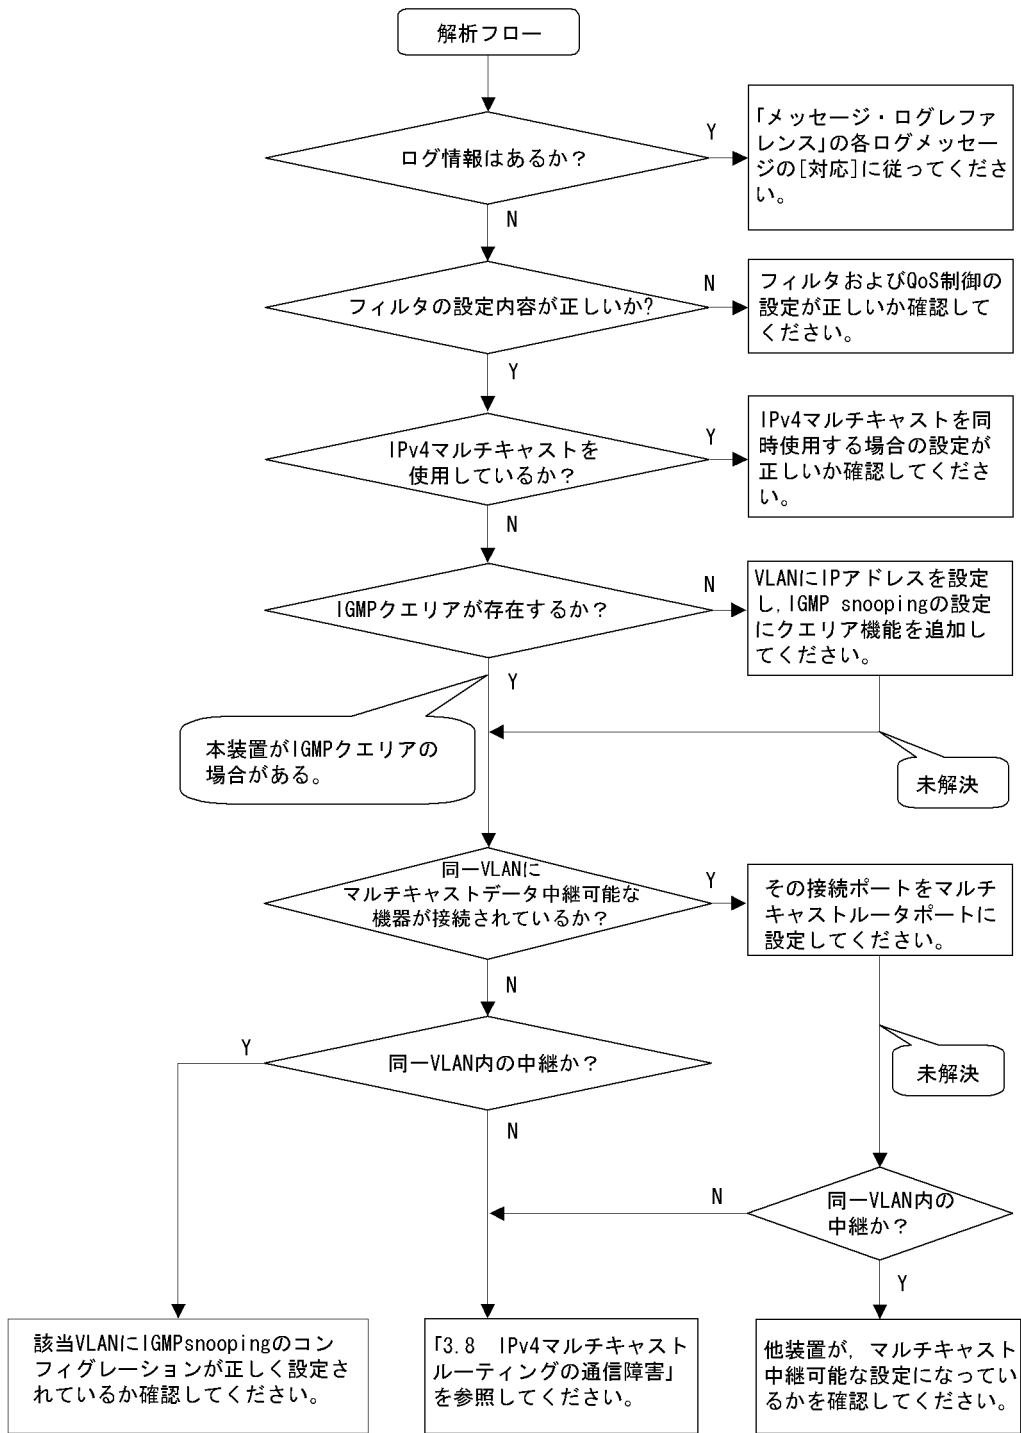 解析フロー
ログ情報はあるか？
Y
「メッセージ・ログレファ
レンス」の各ログメッセー
ジの[対応]に従ってくださ
い。
N
フィルタの設定内容が正しいか?
N
フィルタおよびQoS制御の
設定が正しいか確認して
ください。
Y
IPv4マルチキャストを
使用しているか？
Y
IPv4マルチキャストを同
時使用する場合の設定が
正しいか確認してくださ
い。
N
IGMPクエリアが存在するか？
N
VLANにIPアドレスを設定
し,IGMP snoopingの設定
にクエリア機能を追加し
てください。
Y
本装置がIGMPクエリアの
場合がある。
未解決
同一VLANに
マルチキャストデータ中継可能な
機器が接続されているか？
Y
その接続ポートをマルチ
キャストルータポートに
設定してください。
N
未解決
同一VLAN内の中継か？
Y
N
同一VLAN内の
中継か？
N
Y
該当VLANにIGMPsnoopingのコン
フィグレーションが正しく設定さ
れているか確認してください。
「3.8　IPv4マルチキャスト
ルーティングの通信障害」
を参照してください。
他装置が，マルチキャスト
中継可能な設定になってい
るかを確認してください。